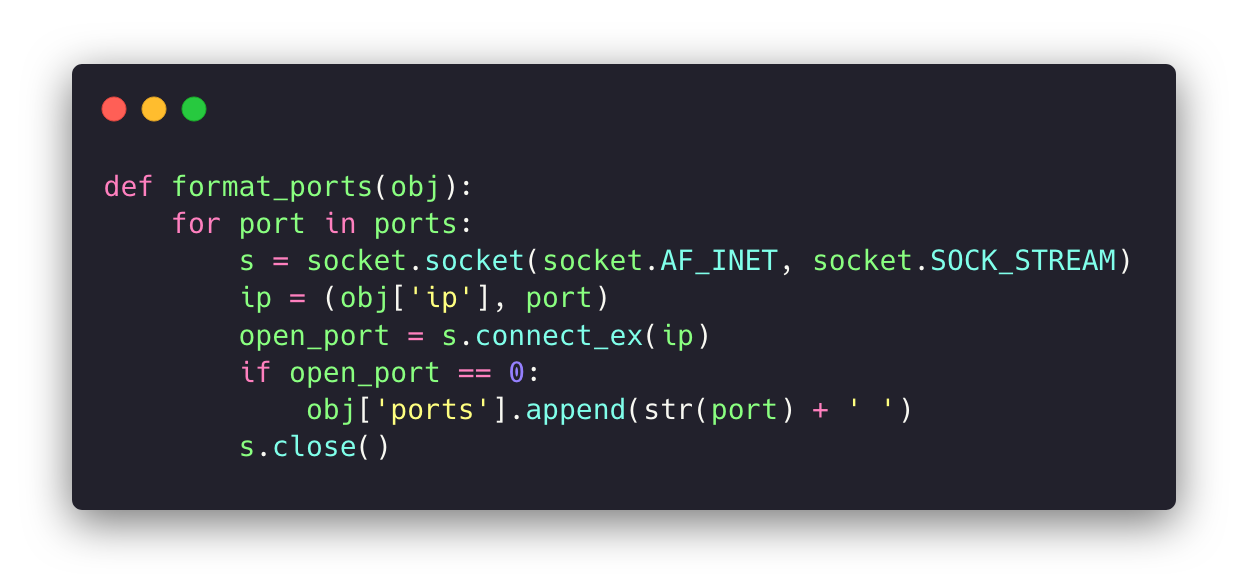 def format_ports(obj):
    for port in ports:
        s = socket.socket(socket.AF_INET, socket.SOCK_STREAM)
        ip = (obj['ip'], port)
        open_port = s.connect_ex(ip)
        if open_port == 0:
            obj['ports'].append(str(port) + ' ')
        s.close()